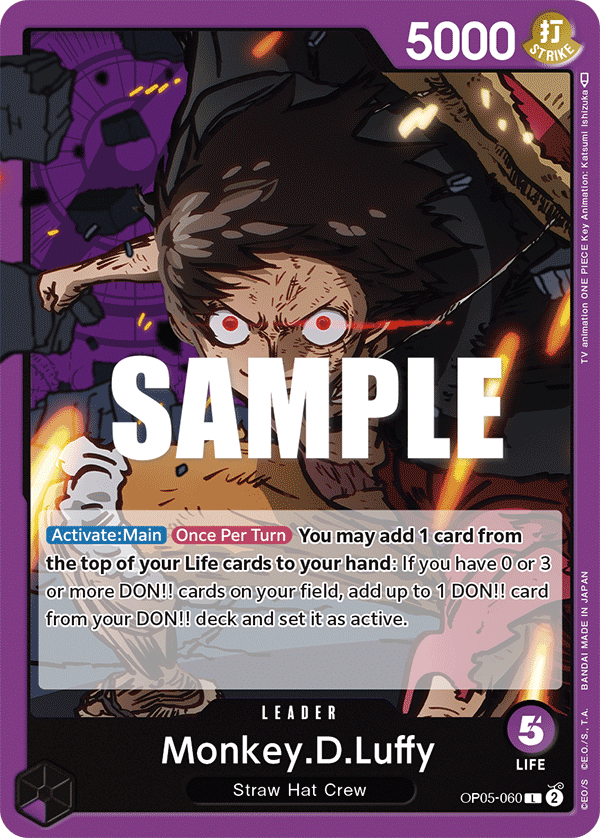 5000
打
STRIKE
TV animation ONE PIECE Key Animation: Katsumi Ishizuka
SAMPLE
Activate:Main Once Per Turn You may add 1 card from
the top of your Life cards to your hand: If you have 0 or 3
or more DON!! cards on your field, add up to 1 DON!! card
from your DON!! deck and set it as active.
BANDAI MADE IN JAPAN
©E.O./S., T.A.
©EO/S
LEADER
Monkey.D.Luffy
5
LIFE
Straw Hat Crew
OP05-060 L 2